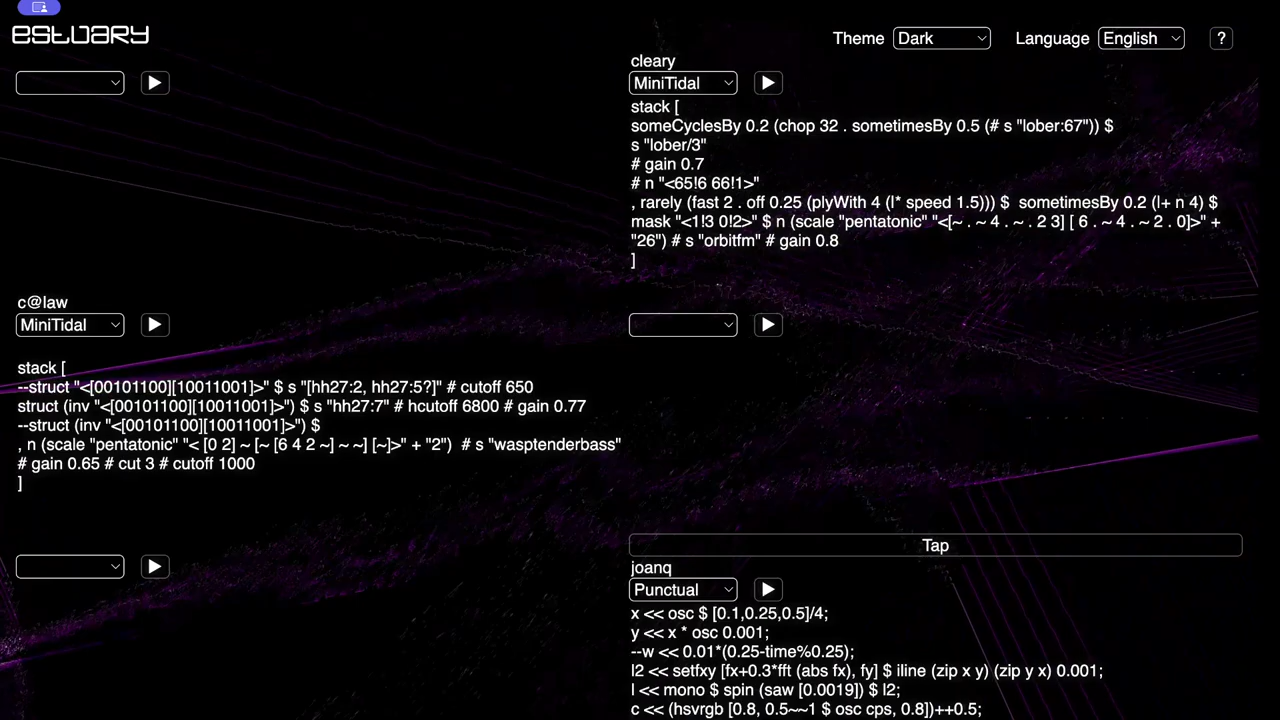 estuary
Theme Dark Language English ?
cleary
MiniTidal
stack [
someCyclesBy 0.2 (chop 32 . sometimesBy 0.5 (# s "lober:67")) $
s "lober/3"
# gain 0.7
# n "<65!6 66!1>"
, rarely (fast 2 . off 0.25 (plyWith 4 (|* speed 1.5))) $  sometimesBy 0.2 (|+ n 4) $
mask "<1!3 0!2>" $ n (scale "pentatonic" "<[~ . ~ 4 . ~ . 2 3] [ 6 . ~ 4 . ~ 2 . 0]>" +
"26") # s "orbitfm" # gain 0.8
]
c@law
MiniTidal
stack [
--struct "<[00101100][10011001]>" $ s "[hh27:2, hh27:5?]" # cutoff 650
struct (inv "<[00101100][10011001]>") $ s "hh27:7" # hcutoff 6800 # gain 0.77
--struct (inv "<[00101100][10011001]>") $
, n (scale "pentatonic" "< [0 2] ~ [~ [6 4 2 ~] ~ ~] [~]>" + "2")  # s "wasptenderbass"
# gain 0.65 # cut 3 # cutoff 1000
]
Tap
joanq
Punctual
x << osc $ [0.1,0.25,0.5]/4;
y << x * osc 0.001;
--w << 0.01*(0.25-time%0.25);
l2 << setfxy [fx+0.3*fft (abs fx), fy] $ iline (zip x y) (zip y x) 0.001;
l << mono $ spin (saw [0.0019]) $ l2;
c << (hsvrgb [0.8, 0.5~~1 $ osc cps, 0.8])++0.5;